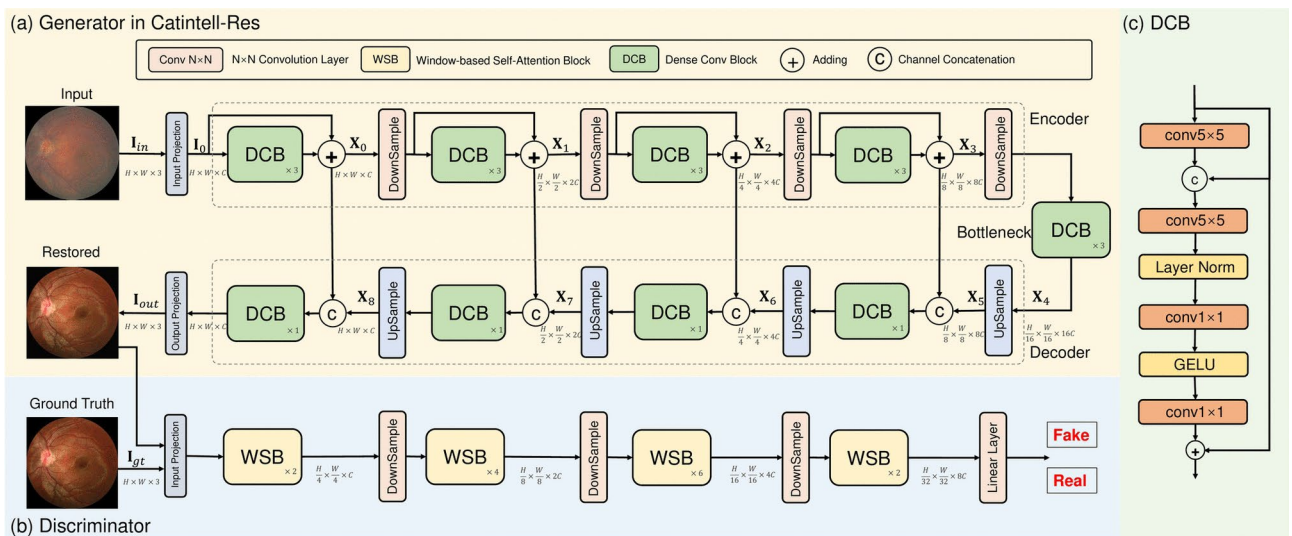 (a) Generator in Catintell-Res
(c) DCB
Conv N×N N×N Convolution Layer WSB Window-based Self-Attention Block DCB Dense Conv Block + Adding C Channel Concatenation
Input
Encoder
I_in Input Projection I_0 DCB ×3 + X_0 DownSample DCB ×3 + X_1 DownSample DCB ×3 + X_2 DownSample DCB ×3 + X_3 DownSample
H × W × 3 H × W × C H × W × C H/2 × W/2 × 2C H/4 × W/4 × 4C H/8 × W/8 × 8C
Bottleneck DCB ×3
Restored
I_out Output Projection DCB ×1 C X_8 UpSample DCB ×1 C X_7 UpSample DCB ×1 C X_6 UpSample DCB ×1 C X_5 UpSample X_4
H × W × 3 H × W × C H × W × C H/2 × W/2 × 2C H/4 × W/4 × 4C H/8 × W/8 × 8C H/16 × W/16 × 16C
Decoder
Ground Truth
I_gt Input Projection WSB ×2 DownSample WSB ×4 DownSample WSB ×6 DownSample WSB ×2 Linear Layer
H × W × 3 H/4 × W/4 × C H/8 × W/8 × 2C H/16 × W/16 × 4C H/32 × W/32 × 8C
Fake
Real
(b) Discriminator
conv5×5
C
conv5×5
Layer Norm
conv1×1
GELU
conv1×1
+